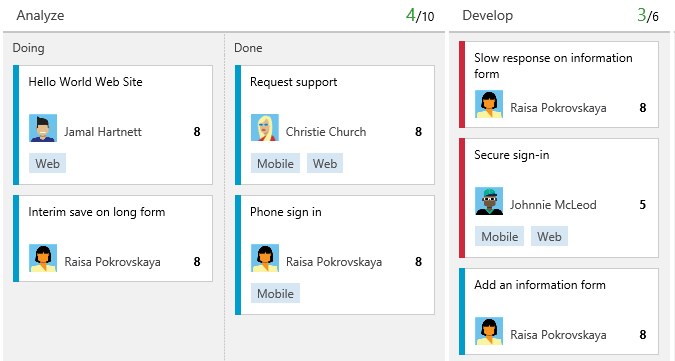 Analyze
4/10
Doing
Hello World Web Site
Jamal Hartnett
8
Web
Interim save on long form
Raisa Pokrovskaya
8
Done
Request support
Christie Church
8
Mobile
Web
Phone sign in
Raisa Pokrovskaya
8
Mobile
Develop
3/6
Slow response on information
form
Raisa Pokrovskaya
8
Secure sign-in
Johnnie McLeod
5
Mobile
Web
Add an information form
Raisa Pokrovskaya
8